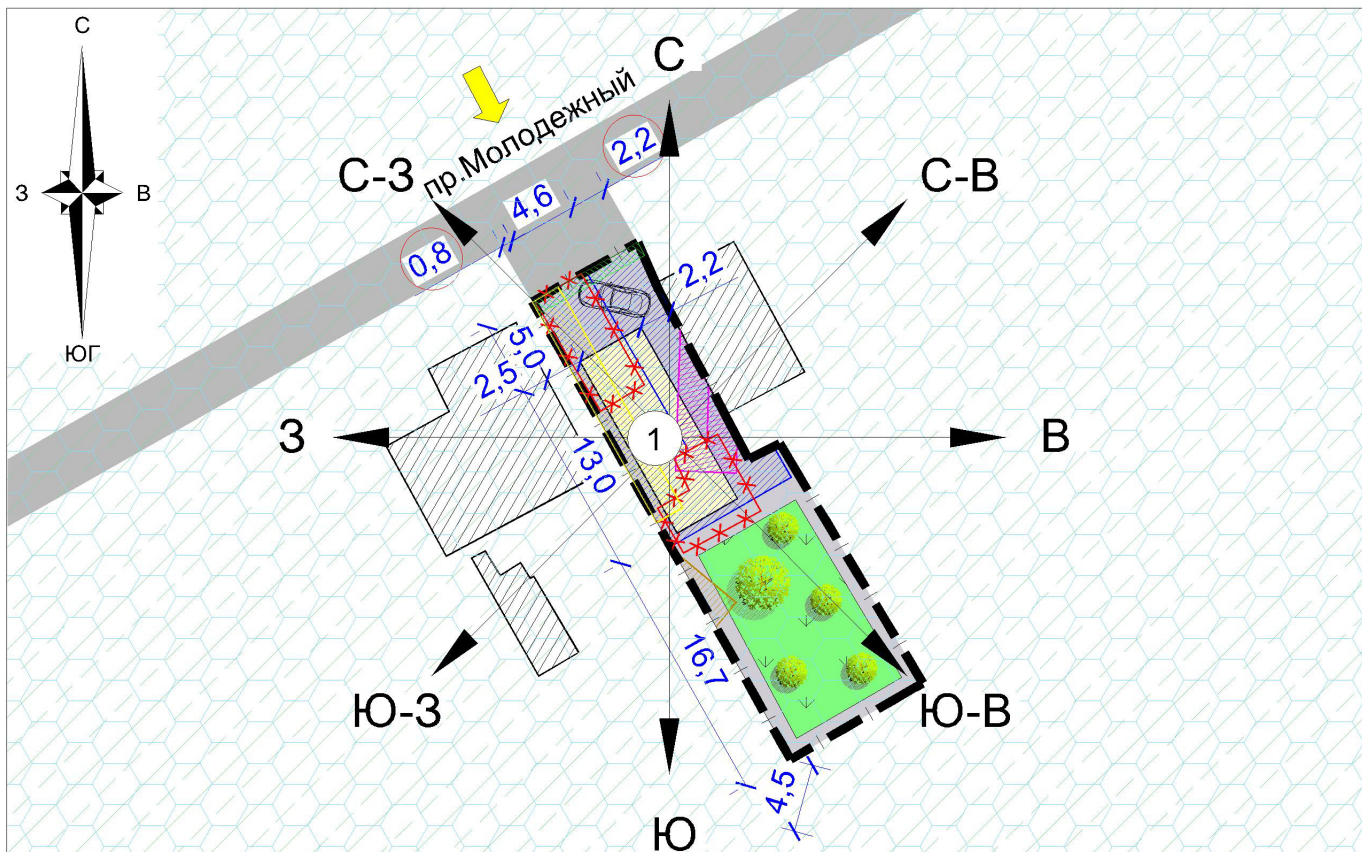 С
З
В
ЮГ
С
пр.Молодежный
2,2
С-З
С-В
4,6
0,8
2,2
5,0
2,5
З
1
В
13,0
16,7
Ю-З
Ю-В
4,5
Ю